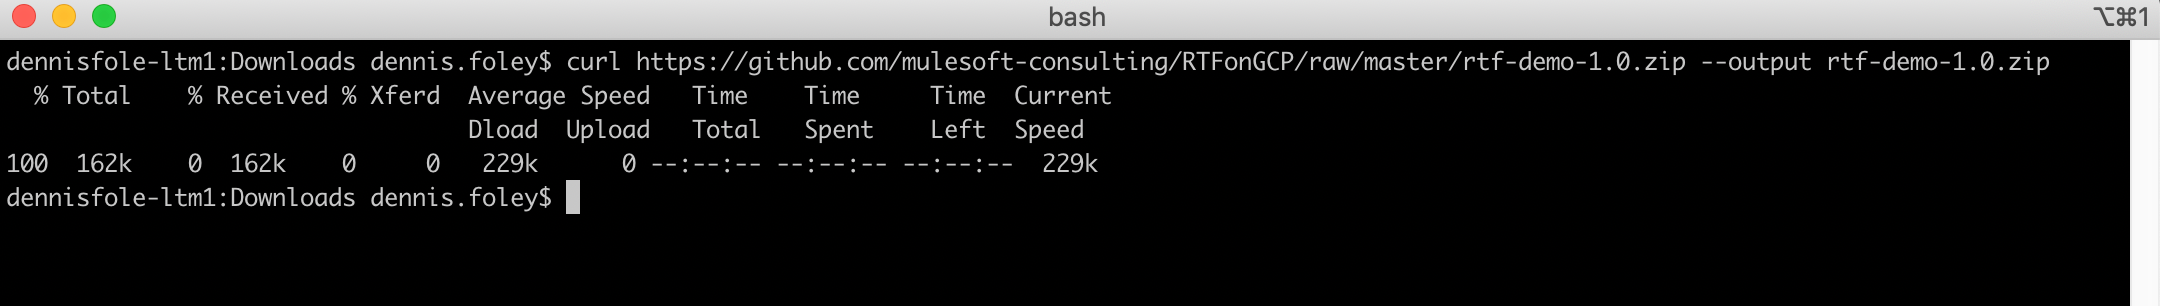 bash
⌥⌘1
dennisfole-ltm1:Downloads dennis.foley$ curl https://github.com/mulesoft-consulting/RTFonGCP/raw/master/rtf-demo-1.0.zip --output rtf-demo-1.0.zip
  % Total    % Received % Xferd  Average Speed   Time    Time     Time  Current
                                 Dload  Upload   Total   Spent    Left  Speed
100  162k    0  162k    0     0   229k      0 --:--:-- --:--:-- --:--:--  229k
dennisfole-ltm1:Downloads dennis.foley$